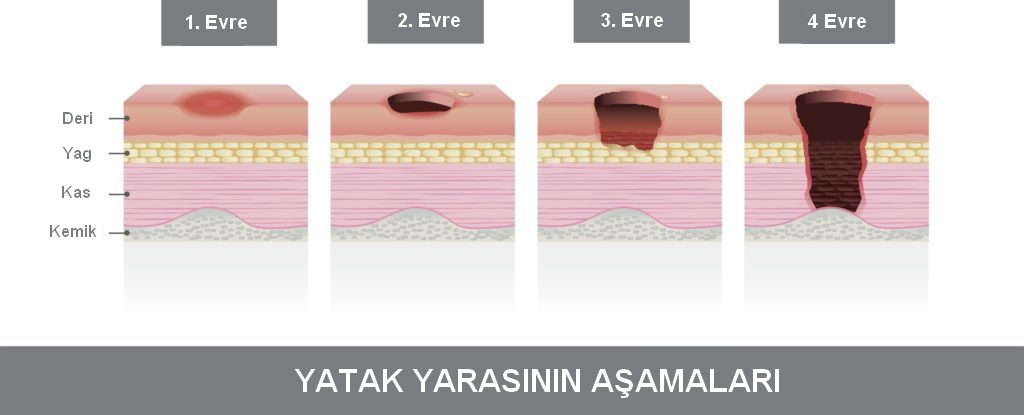 1. Evre
2. Evre
3. Evre
4 Evre
Deri
Yag
Kas
Kemik
YATAK YARASININ AŞAMALARI